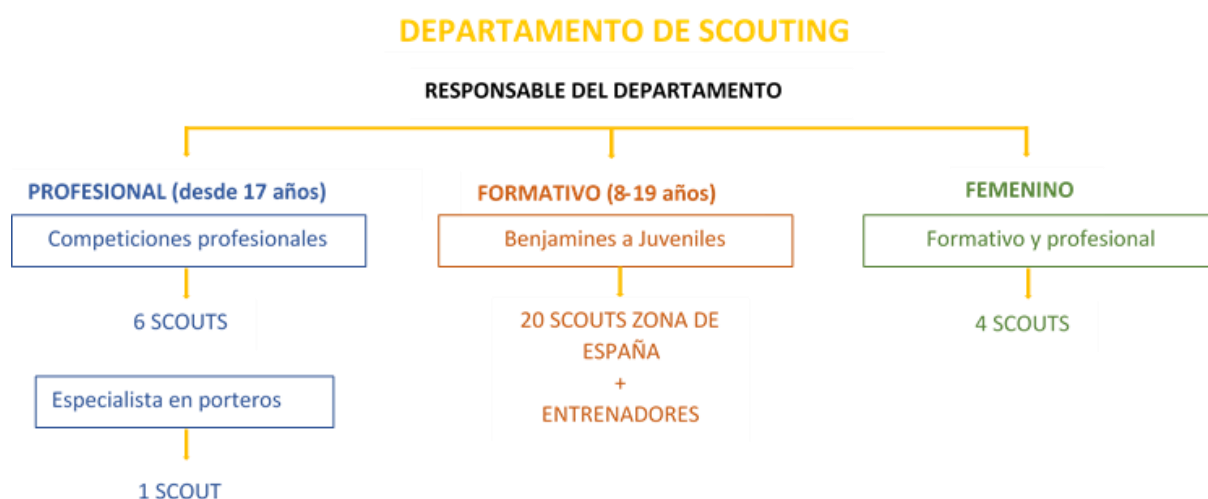 DEPARTAMENTO DE SCOUTING
RESPONSABLE DEL DEPARTAMENTO
PROFESIONAL (desde 17 años)
Competiciones profesionales
6 SCOUTS
Especialista en porteros
1 SCOUT
FORMATIVO (8-19 años)
Benjamines a Juveniles
20 SCOUTS ZONA DE
ESPAÑA
+
ENTRENADORES
FEMENINO
Formativo y profesional
4 SCOUTS